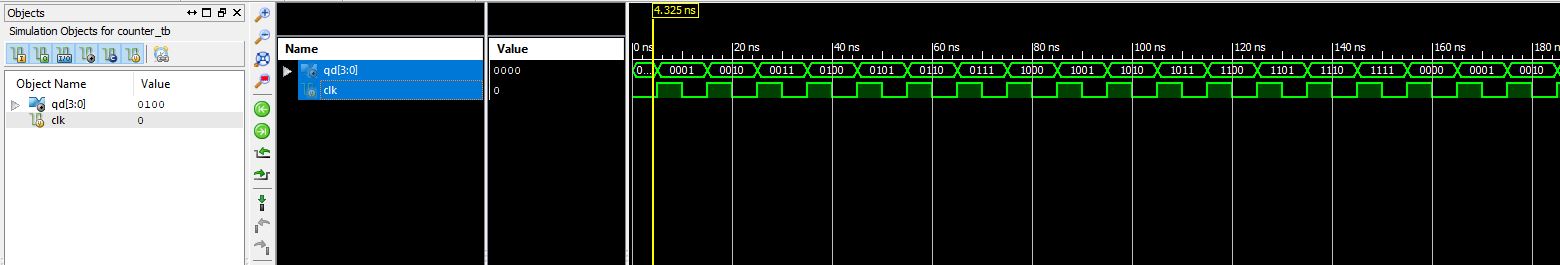 Objects
Simulation Objects for counter_tb
Object Name Value
qd[3:0] 0100
clk 0
Name Value
qd[3:0] 0000
clk 0
4.325 ns
0 ns 20 ns 40 ns 60 ns 80 ns 100 ns 120 ns 140 ns 160 ns 180 ns
0... 0001 0010 0011 0100 0101 0110 0111 1000 1001 1010 1011 1100 1101 1110 1111 0000 0001 0010